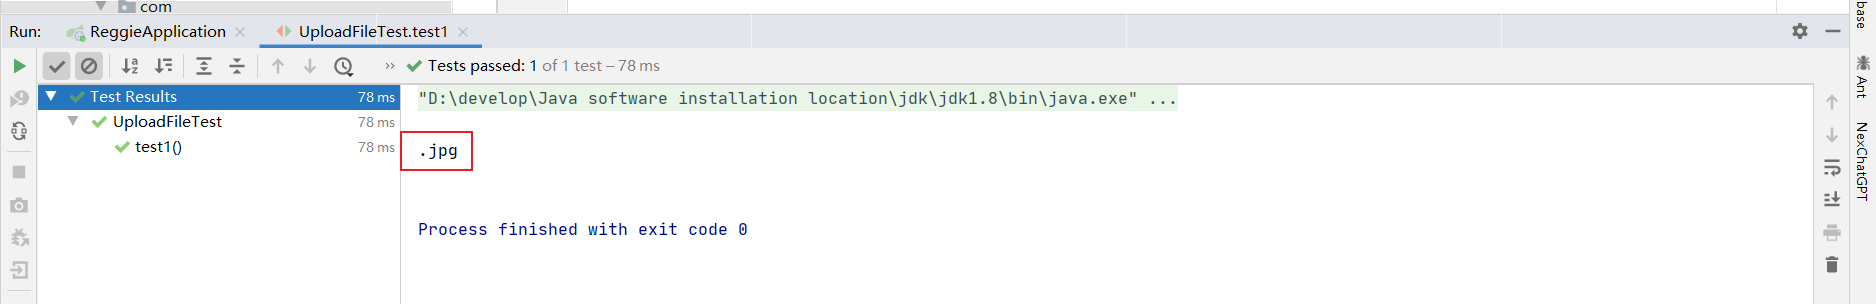 com
Run: ReggieApplication × UploadFileTest.test1 ×
» Tests passed: 1 of 1 test – 78 ms
Test Results 78 ms
UploadFileTest 78 ms
test1() 78 ms
"D:\develop\Java software installation location\jdk\jdk1.8\bin\java.exe" ...
.jpg
Process finished with exit code 0
base
Ant
NexChatGPT